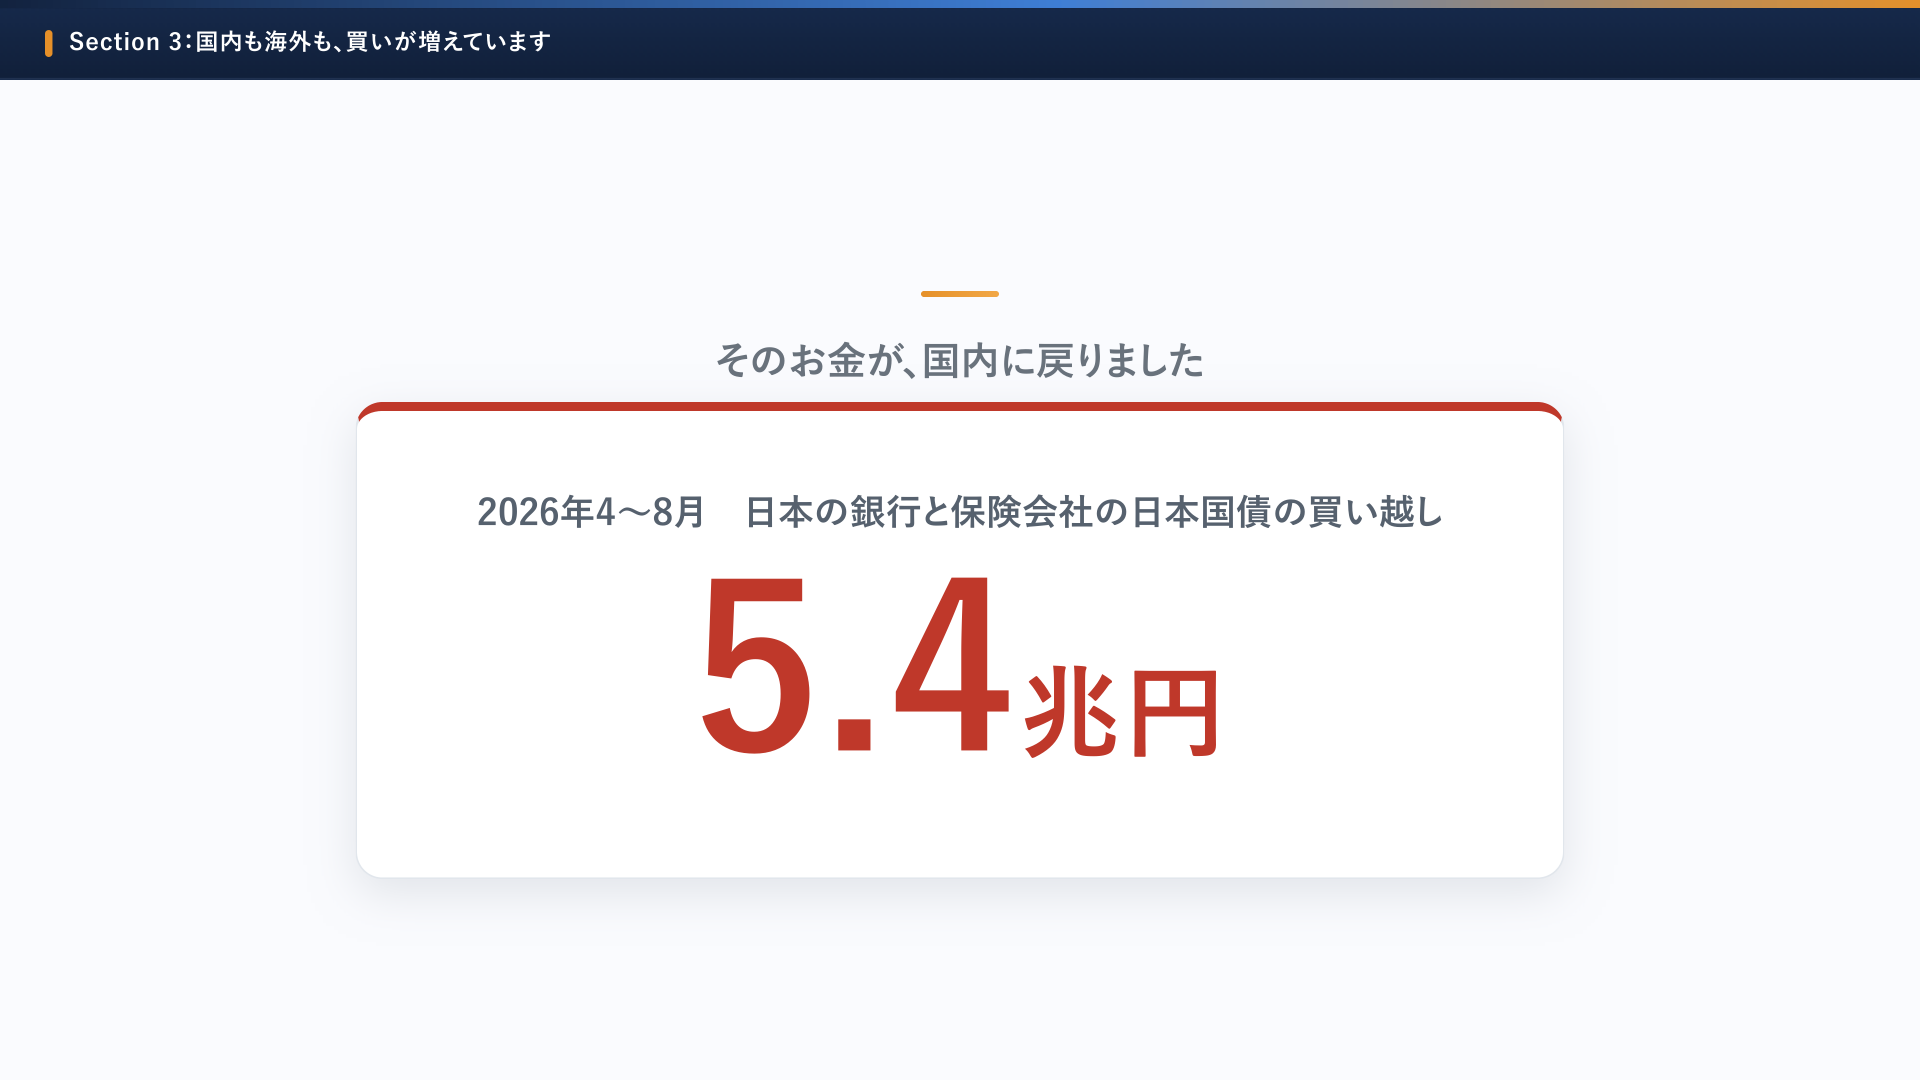 Section 3：国内も海外も、買いが増えています
そのお金が、国内に戻りました
2026年4〜8月　日本の銀行と保険会社の日本国債の買い越し
5.4兆円